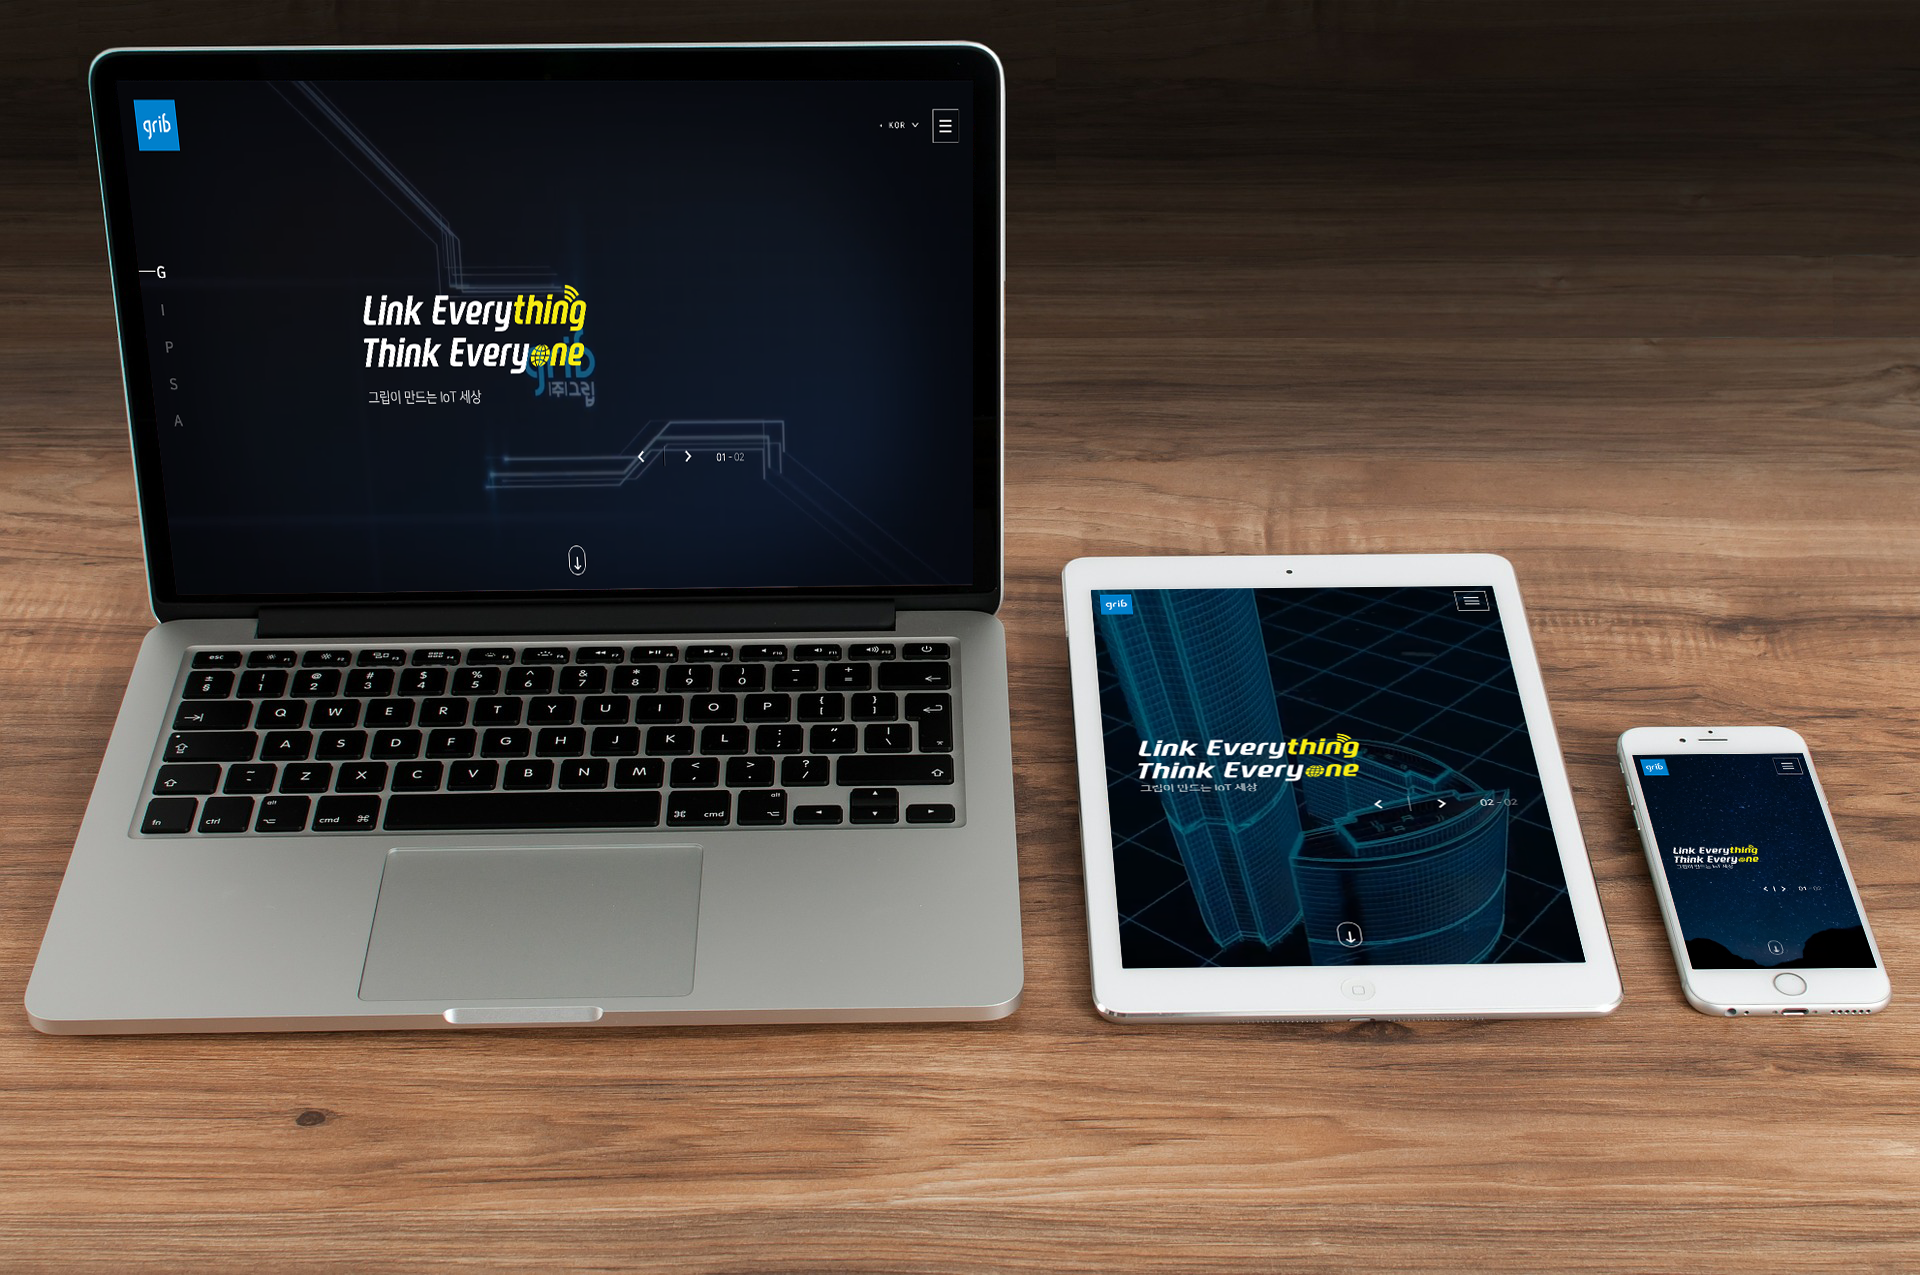 grib
KOR
G
I
P
S
A
Link Everything
Think Everyone
그립이 만드는 IoT 세상
grib
(주)그립
01 - 02
esc
F1
F2
F3
F4
F5
F6
F7
F8
F9
F10
F11
F12
± §
! 1
@ 2
# 3
$ 4
% 5
^ 6
& 7
* 8
( 9
) 0
- -
+ =
Q W E R T Y U I O P { [ } ]
A S D F G H J K L : ; " ' | \
~ Z X C V B N M < , > . ? /
fn ctrl alt cmd cmd alt
grib
Link Everything
Think Everyone
그립이 만드는 IoT 세상
02 - 02
grib
Link Everything
Think Everyone
그립이 만드는 IoT 세상
01 - 02